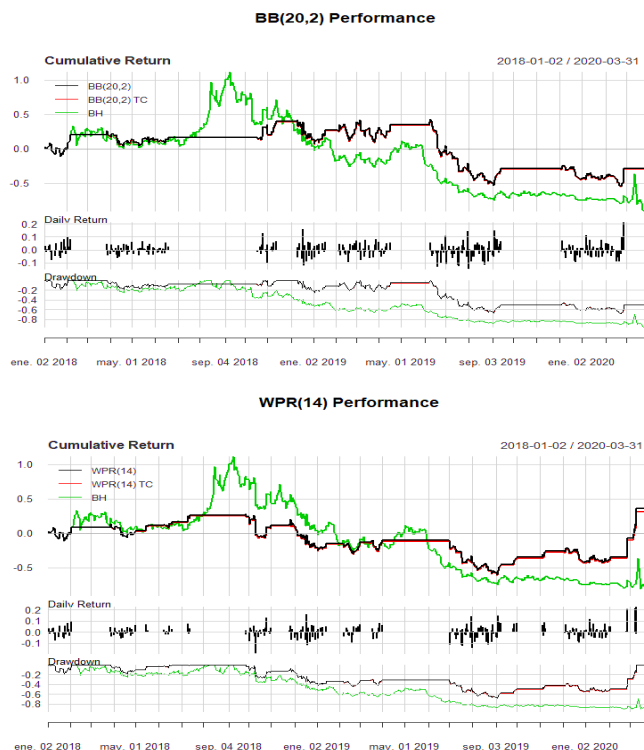 BB(20,2) Performance
Cumulative Return 2018-01-02 / 2020-03-31
1.0
BB(20,2)
BB(20,2) TC
BH
0.5
0.0
-0.5
Daily Return
0.2
0.1
0.0
-0.1
Drawdown
-0.2
-0.4
-0.6
-0.8
ene. 02 2018 may. 01 2018 sep. 04 2018 ene. 02 2019 may. 01 2019 sep. 03 2019 ene. 02 2020
WPR(14) Performance
Cumulative Return 2018-01-02 / 2020-03-31
1.0
WPR(14)
WPR(14) TC
BH
0.5
0.0
-0.5
Daily Return
0.2
0.1
0.0
-0.1
Drawdown
-0.2
-0.4
-0.6
-0.8
ene. 02 2018 may. 01 2018 sep. 04 2018 ene. 02 2019 may. 01 2019 sep. 03 2019 ene. 02 2020